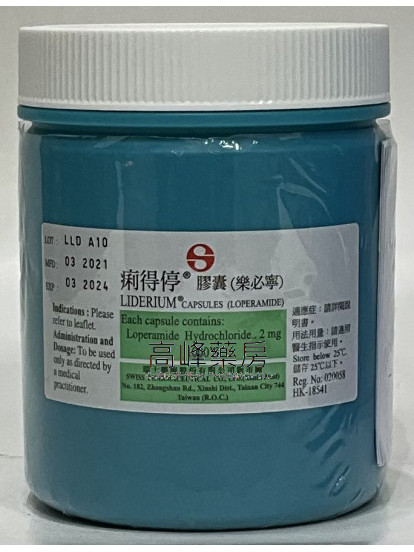 LOT : LLD A10
MFD 03 2021
EXP 03 2024
S
痢得停® 膠囊(樂必寧)
LIDERIUM® CAPSULES (LOPERAMIDE)
Indications : Please
refer to leaflet.
Administration and
Dosage: To be used
only as directed by
a medical
practitioner.
Each capsule contains:
Loperamide Hydrochloride.. 2 mg
高峰藥房
No. 182, Zhongshan Rd., Xinshi Dist., Tainan City 744
Taiwan (R.O.C.)
適應症：請詳閱說
明書。
用法用量：請遵照
醫生指示使用。
Store below 25℃.
儲存 25℃以下。
Reg. No: 020058
HK-18541